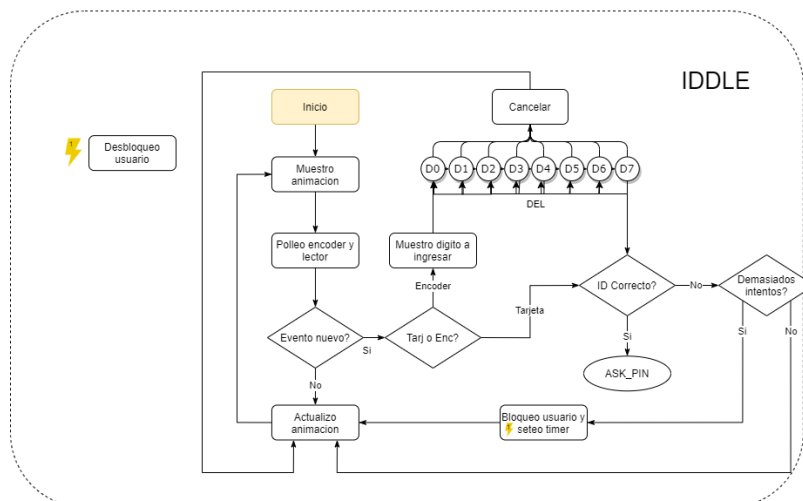 IDDLE
Inicio
Cancelar
1
Desbloqueo
usuario
Muestro
animacion
D0
D1
D2
D3
D4
D5
D6
D7
DEL
Polleo encoder y
lector
Muestro digito a
ingresar
Encoder
ID Correcto?
No
Demasiados
intentos?
Tarjeta
Evento nuevo?
Si
Tarj o Enc?
Si
Si
No
No
ASK_PIN
Actualizo
animacion
Bloqueo usuario y
seteo timer